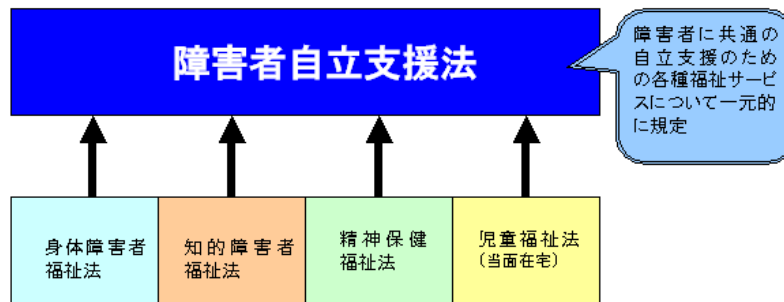 障害者自立支援法
障害者に共通の
自立支援のため
の各種福祉サービ
スについて一元的
に規定
身体障害者
福祉法
知的障害者
福祉法
精神保健
福祉法
児童福祉法
(当面在宅)